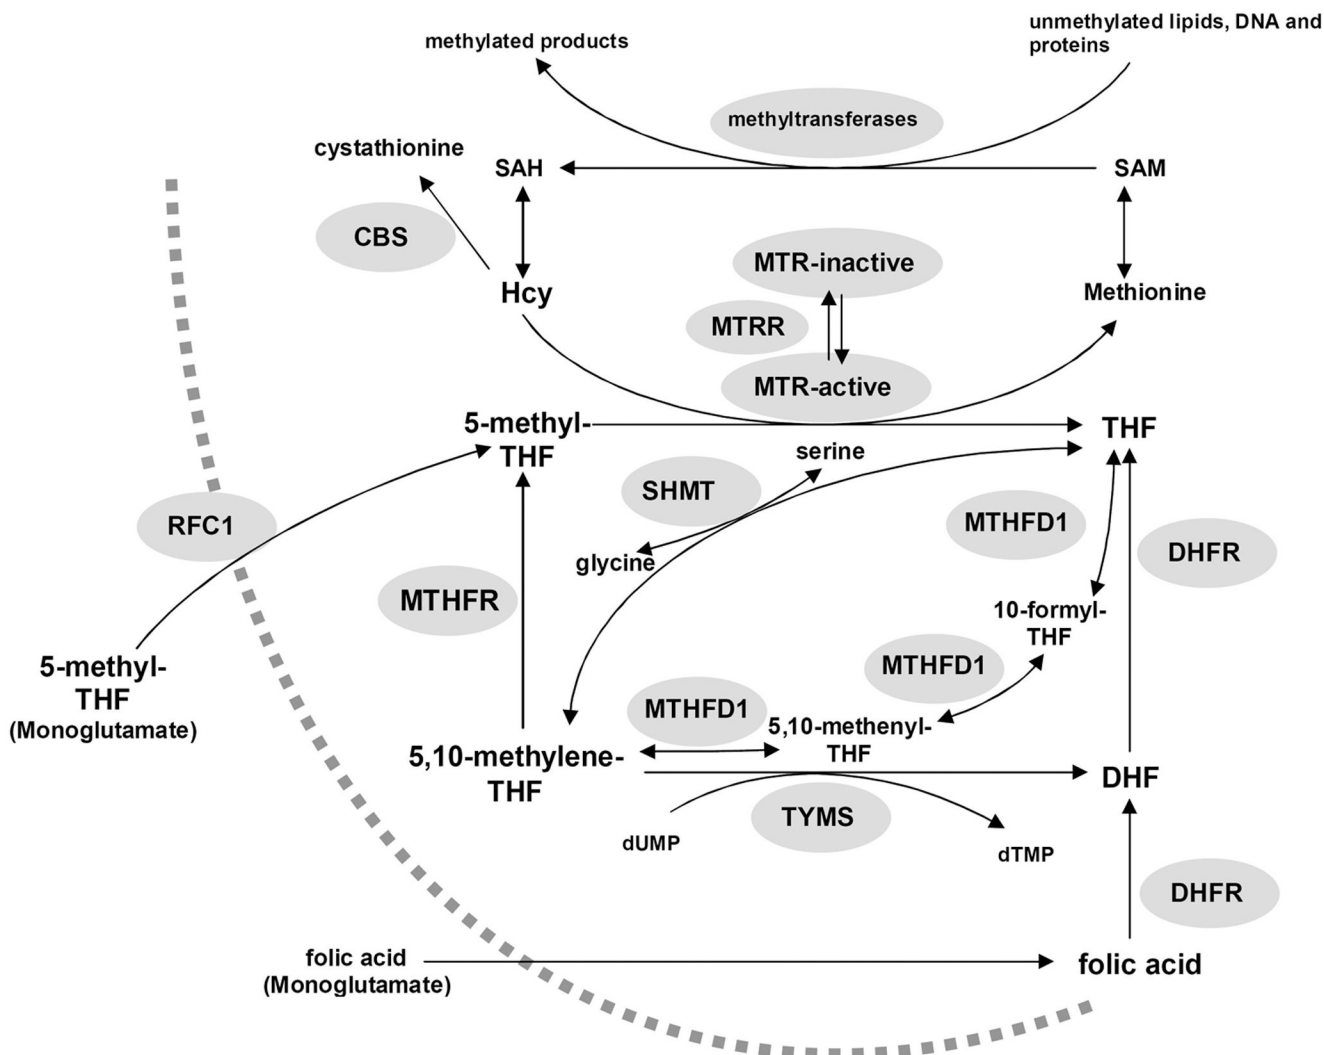 unmethylated lipids, DNA and
proteins
methylated products
methyltransferases
cystathionine
SAH
SAM
CBS
MTR-inactive
Hcy
Methionine
MTRR
MTR-active
5-methyl-
THF
THF
serine
SHMT
glycine
RFC1
MTHFD1
DHFR
MTHFR
10-formyl-
THF
5-methyl-
THF
(Monoglutamate)
MTHFD1
MTHFD1
5,10-methenyl-
THF
5,10-methylene-
THF
DHF
TYMS
dUMP
dTMP
DHFR
folic acid
(Monoglutamate)
folic acid